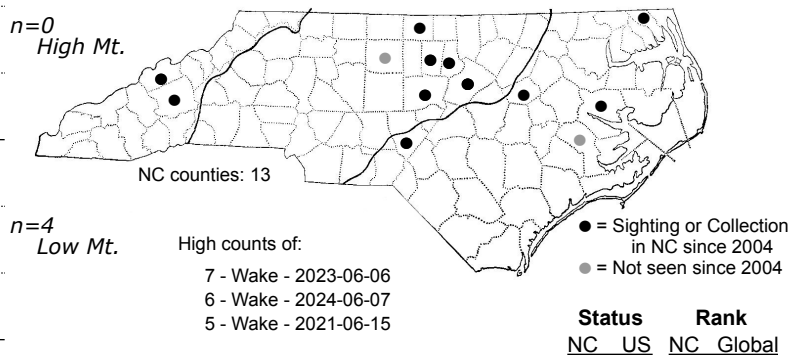 n=0
High Mt.
NC counties: 13
n=4
Low Mt.
High counts of:
7 - Wake - 2023-06-06
6 - Wake - 2024-06-07
5 - Wake - 2021-06-15
● = Sighting or Collection
in NC since 2004
● = Not seen since 2004
Status Rank
NC US NC Global